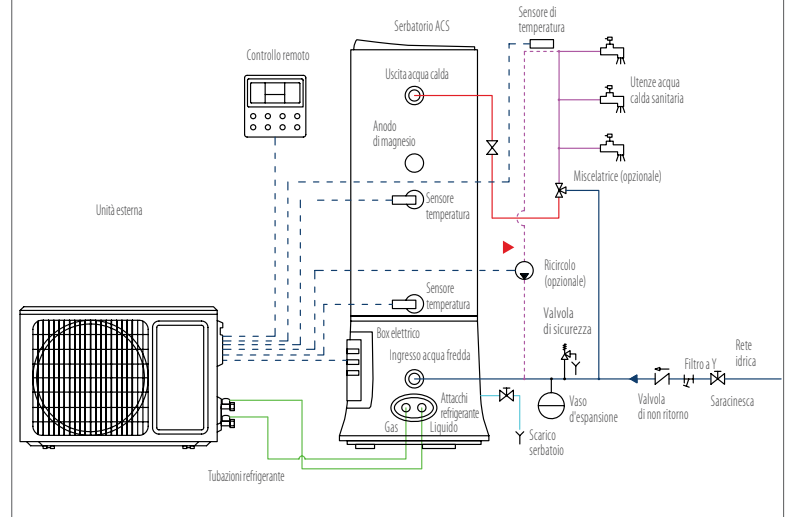 Sensore di
temperatura
Serbatorio ACS
Controllo remoto
Uscita acqua calda
Utenze acqua
calda sanitaria
Anodo
di magnesio
Miscelatrice (opzionale)
Sensore
temperatura
Unità esterna
Ricircolo
(opzionale)
Sensore
temperatura
Valvola
di sicurezza
Box elettrico
Ingresso acqua fredda
Rete
idrica
Filtro a Y
Attacchi
refrigerante
Vaso
d'espansione
Valvola
di non ritorno
Saracinesca
Gas
Liquido
Scarico
serbatoio
Tubazioni refrigerante